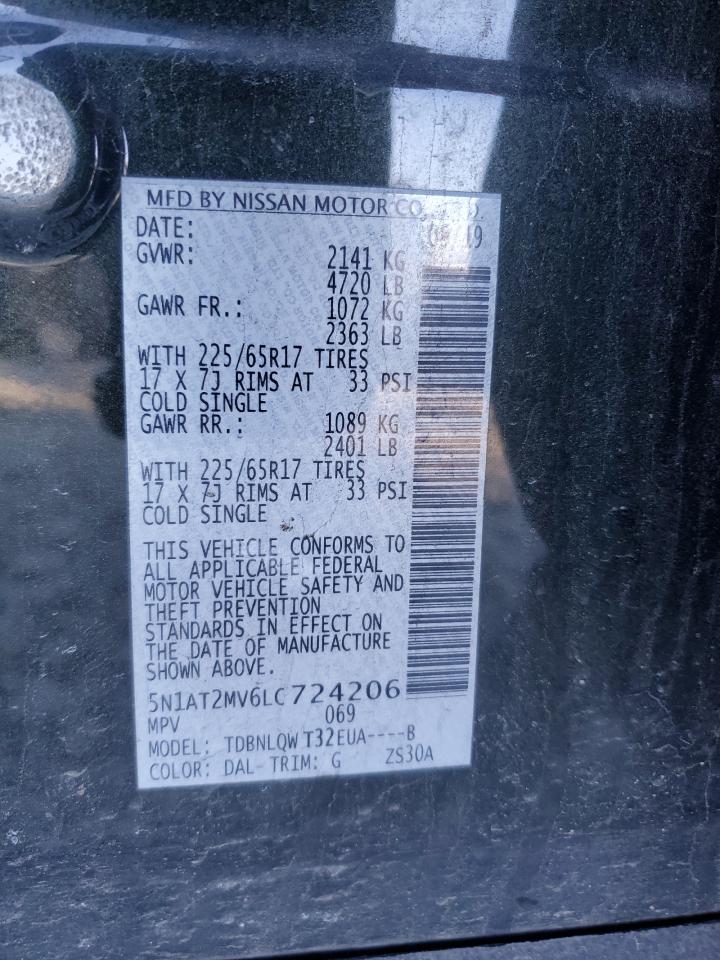 MFD BY NISSAN MOTOR CO
DATE:
GVWR: 2141 KG
4720 LB
GAWR FR.: 1072 KG
2363 LB
WITH 225/65R17 TIRES
17 X 7J RIMS AT 33 PSI
COLD SINGLE
GAWR RR.: 1089 KG
2401 LB
WITH 225/65R17 TIRES
17 X 7J RIMS AT 33 PSI
COLD SINGLE
THIS VEHICLE CONFORMS TO
ALL APPLICABLE FEDERAL
MOTOR VEHICLE SAFETY AND
THEFT PREVENTION
STANDARDS IN EFFECT ON
THE DATE OF MANUFACTURE
SHOWN ABOVE.
5N1AT2MV6LC724206
MPV 069
MODEL: TDBNLQWT32EUA----B
COLOR: DAL- TRIM: G ZS30A